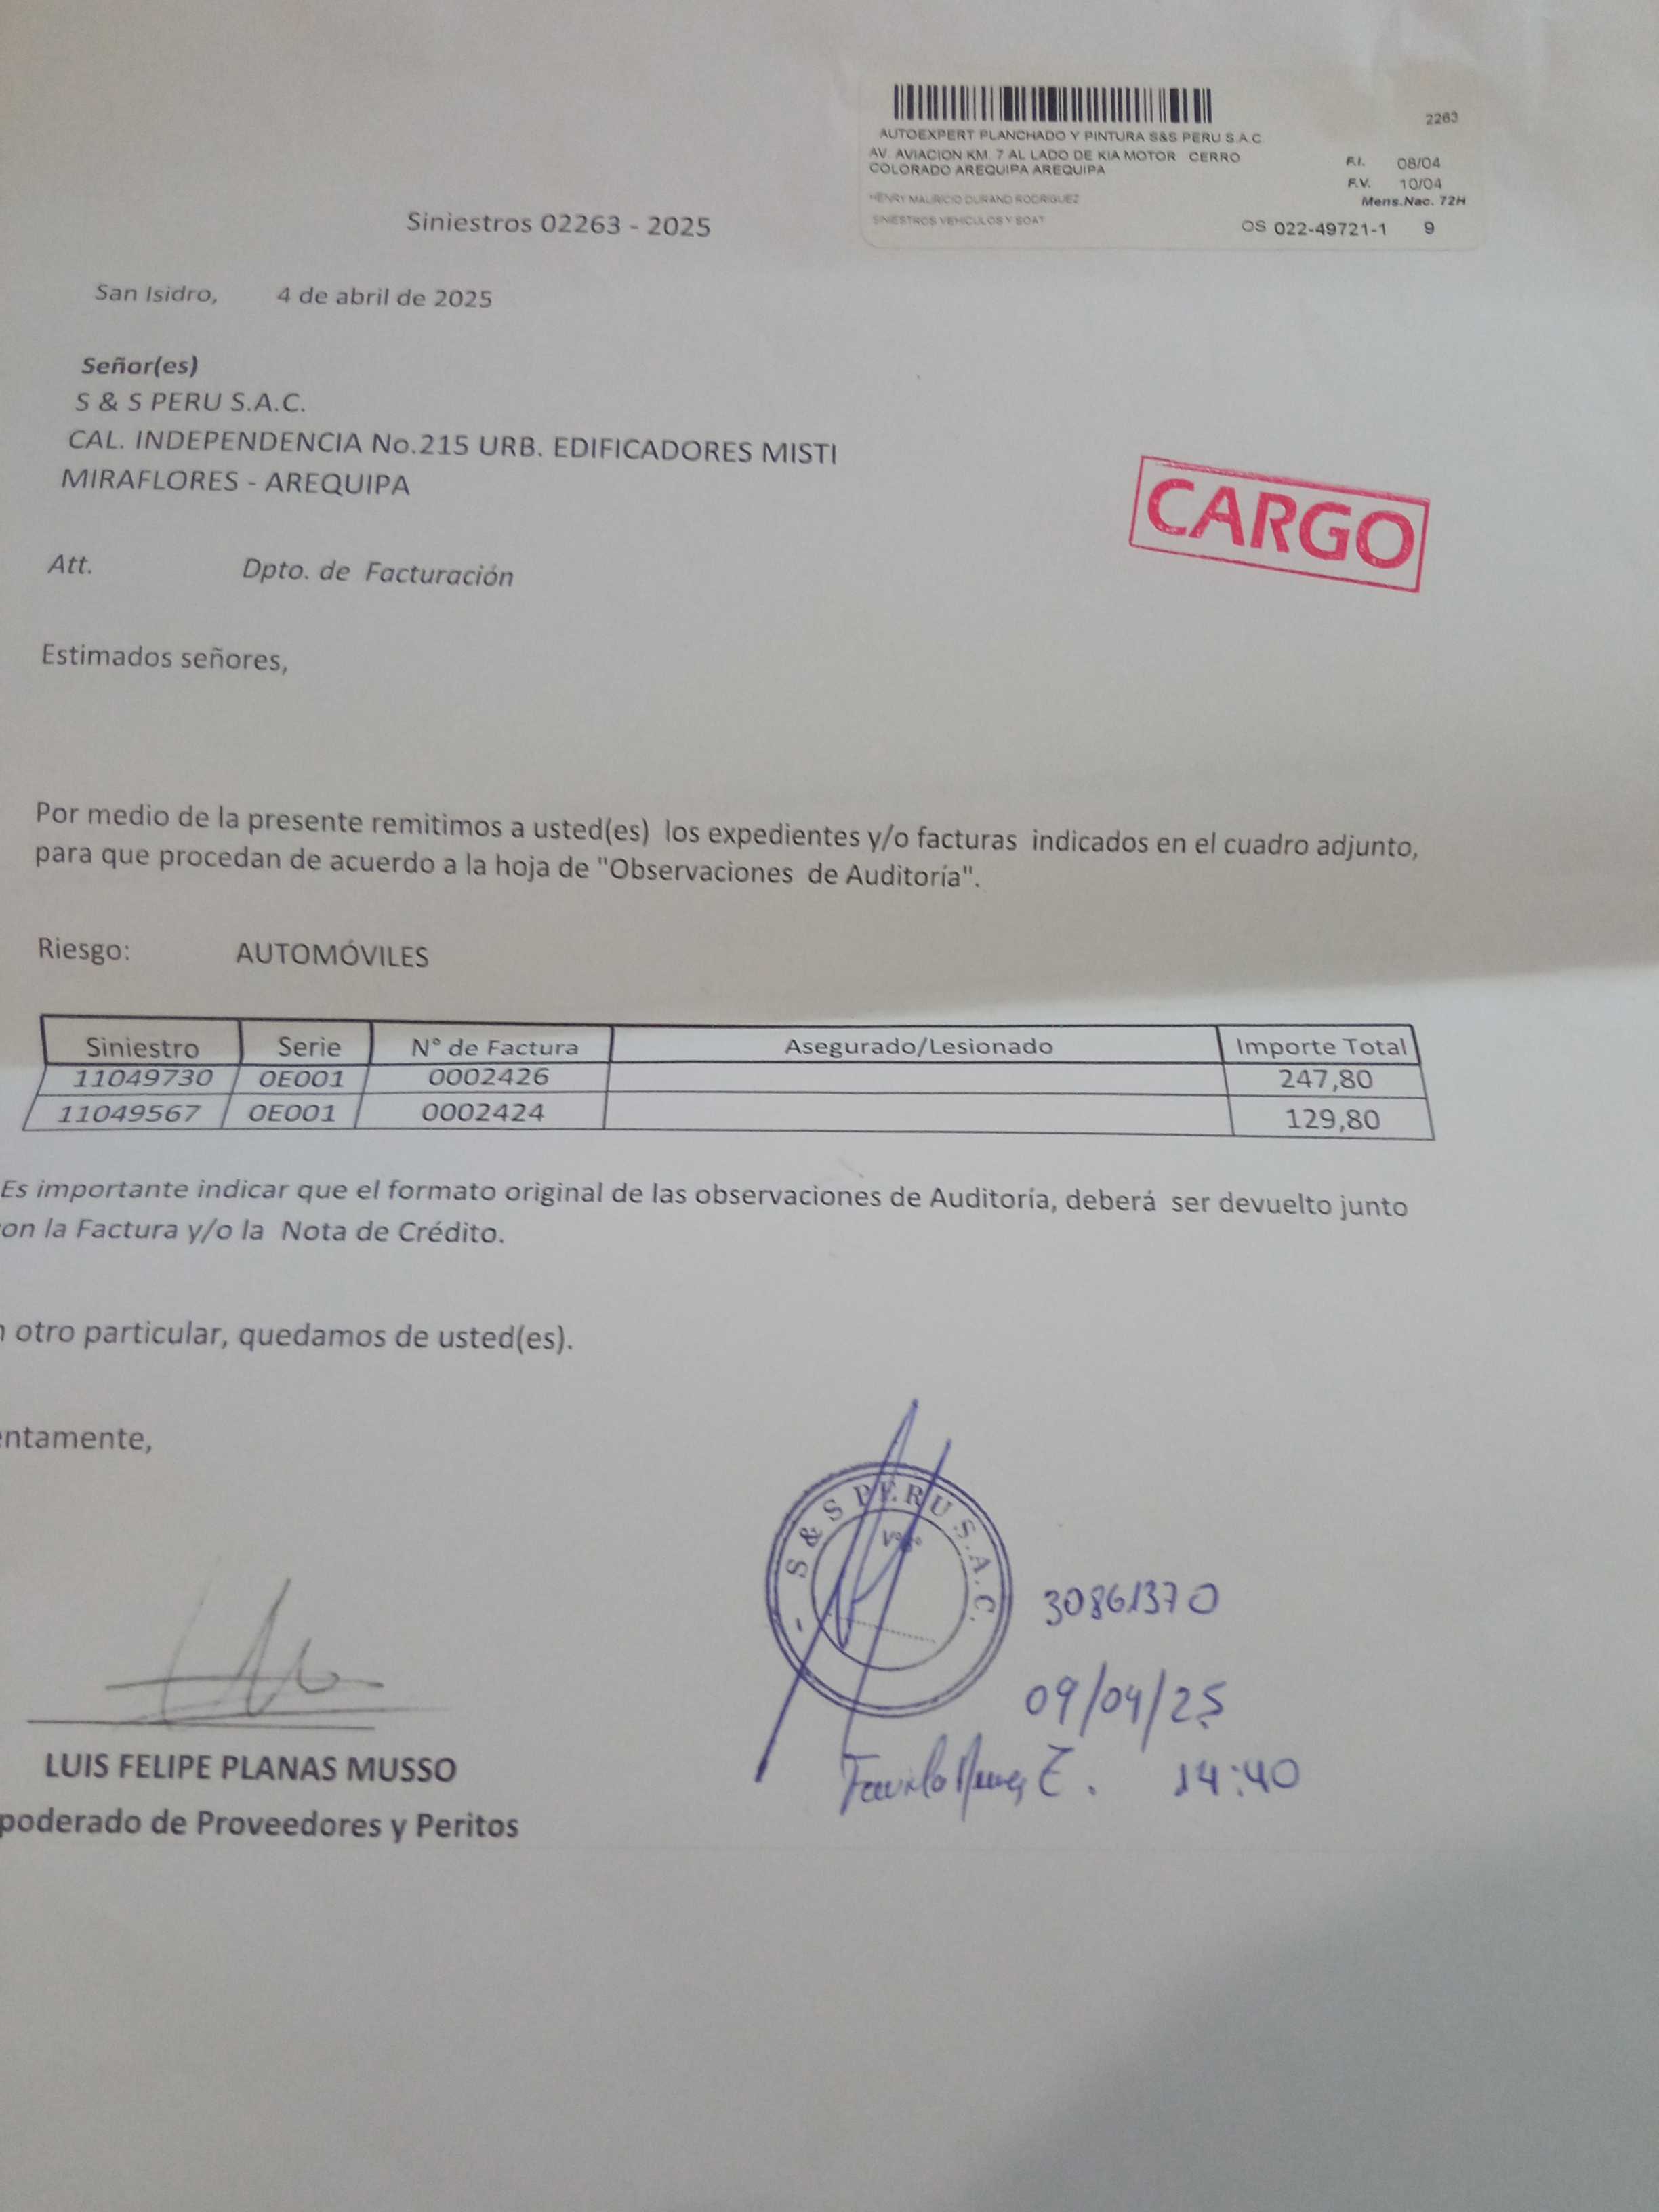 2263
AUTOEXPERT PLANCHADO Y PINTURA S&S PERU S.A.C
AV. AVIACION KM. 7 AL LADO DE KIA MOTOR CERRO
COLORADO AREQUIPA AREQUIPA
F.I. 08/04
F.V. 10/04
Mens.Nac. 72H
HENRY MAURICIO DURAND RODRIGUEZ
SINIESTROS VEHICULOS Y SOAT
OS 022-49721-1 9
Siniestros 02263 - 2025
San Isidro, 4 de abril de 2025
Señor(es)
S & S PERU S.A.C.
CAL. INDEPENDENCIA No.215 URB. EDIFICADORES MISTI
MIRAFLORES - AREQUIPA
CARGO
Att. Dpto. de Facturación
Estimados señores,
Por medio de la presente remitimos a usted(es) los expedientes y/o facturas indicados en el cuadro adjunto,
para que procedan de acuerdo a la hoja de "Observaciones de Auditoría".
Riesgo: AUTOMÓVILES
Siniestro Serie N° de Factura Asegurado/Lesionado Importe Total
11049730 0E001 0002426 247,80
11049567 0E001 0002424 129,80
Es importante indicar que el formato original de las observaciones de Auditoría, deberá ser devuelto junto
on la Factura y/o la Nota de Crédito.
n otro particular, quedamos de usted(es).
entamente,
- S & S PERU S.A.C.
V°B°
30861370
09/04/25
14:40
LUIS FELIPE PLANAS MUSSO
poderado de Proveedores y Peritos